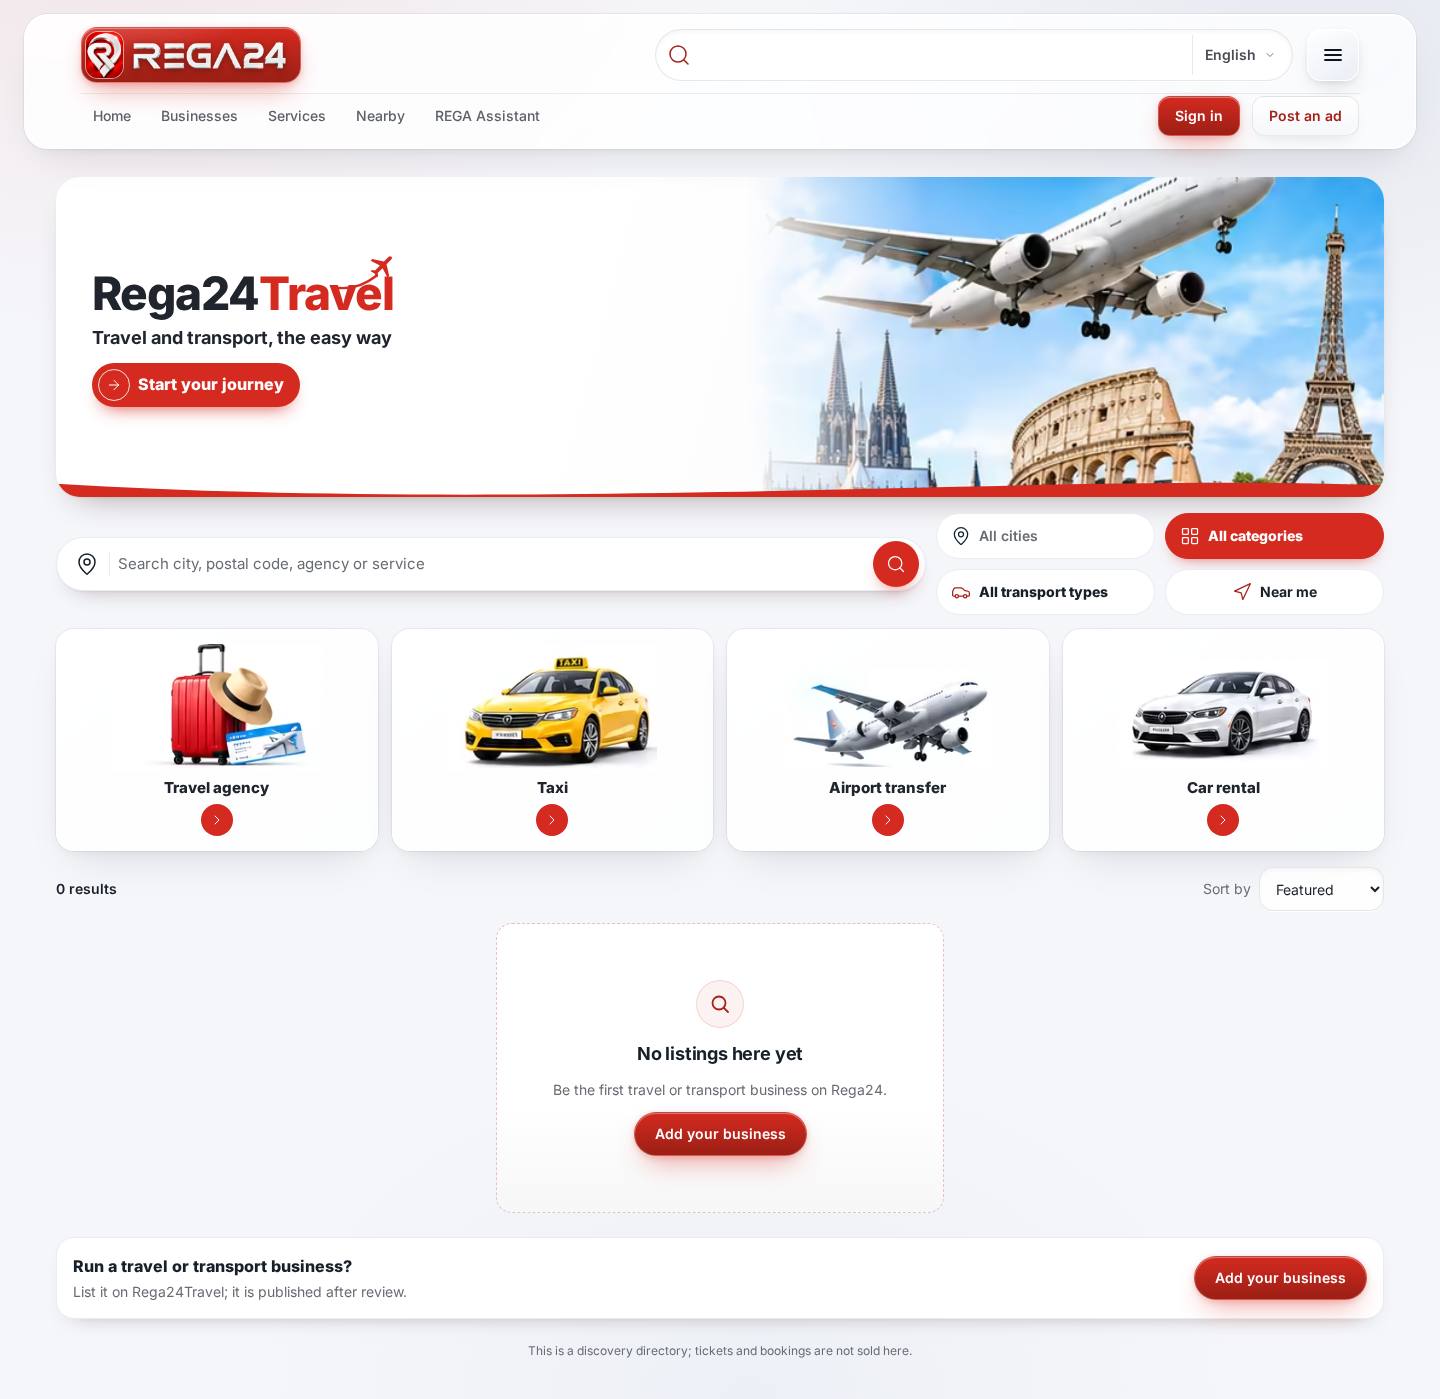 REGA24
English
Home
Businesses
Services
Nearby
REGA Assistant
Sign in
Post an ad
Rega24Travel
Travel and transport, the easy way
Start your journey
Search city, postal code, agency or service
All cities
All categories
All transport types
Near me
TAXI
Travel agency
Taxi
Airport transfer
Car rental
0 results
Sort by
Featured
No listings here yet
Be the first travel or transport business on Rega24.
Add your business
Run a travel or transport business?
List it on Rega24Travel; it is published after review.
Add your business
This is a discovery directory; tickets and bookings are not sold here.